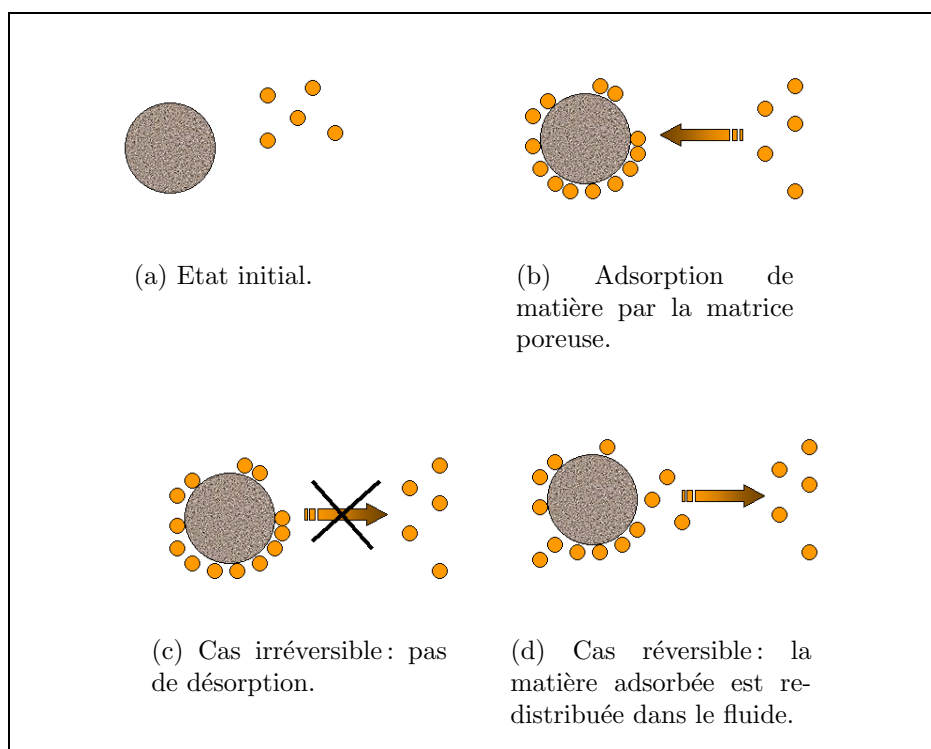 (a) Etat initial.
(b) Adsorption de
matière par la matrice
poreuse.
(c) Cas irréversible : pas
de désorption.
(d) Cas réversible : la
matière adsorbée est re-
distribuée dans le fluide.